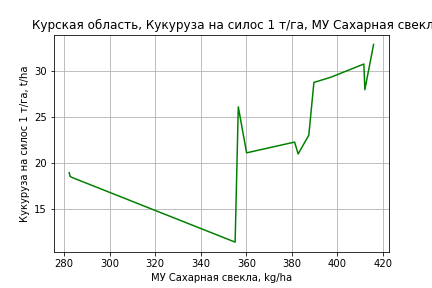 Курская область, Кукуруза на силос 1 т/га, МУ Сахарная свекл
Кукуруза на силос 1 т/га, t/ha
30
25
20
15
280 300 320 340 360 380 400 420
МУ Сахарная свекла, kg/ha